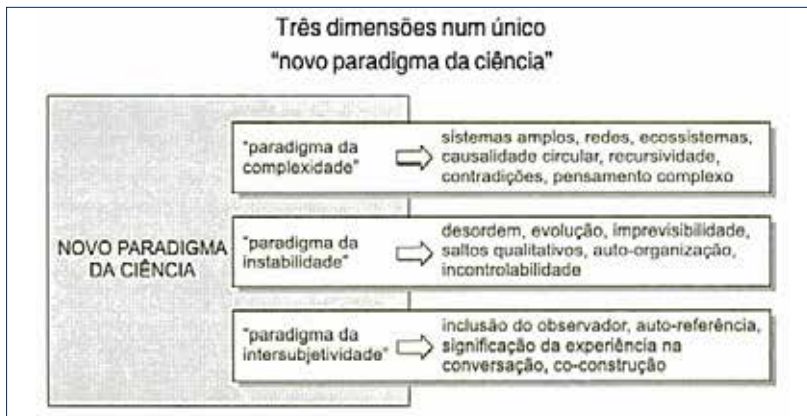 Três dimensões num único
“novo paradigma da ciência”
NOVO PARADIGMA
DA CIÊNCIA
“paradigma da
complexidade”
sistemas amplos, redes, ecossistemas,
causalidade circular, recursividade,
contradições, pensamento complexo
“paradigma da
instabilidade”
desordem, evolução, imprevisibilidade,
saltos qualitativos, auto-organização,
incontrolabilidade
“paradigma da
intersubjetividade”
inclusão do observador, auto-referência,
significação da experiência na
conversação, co-construção